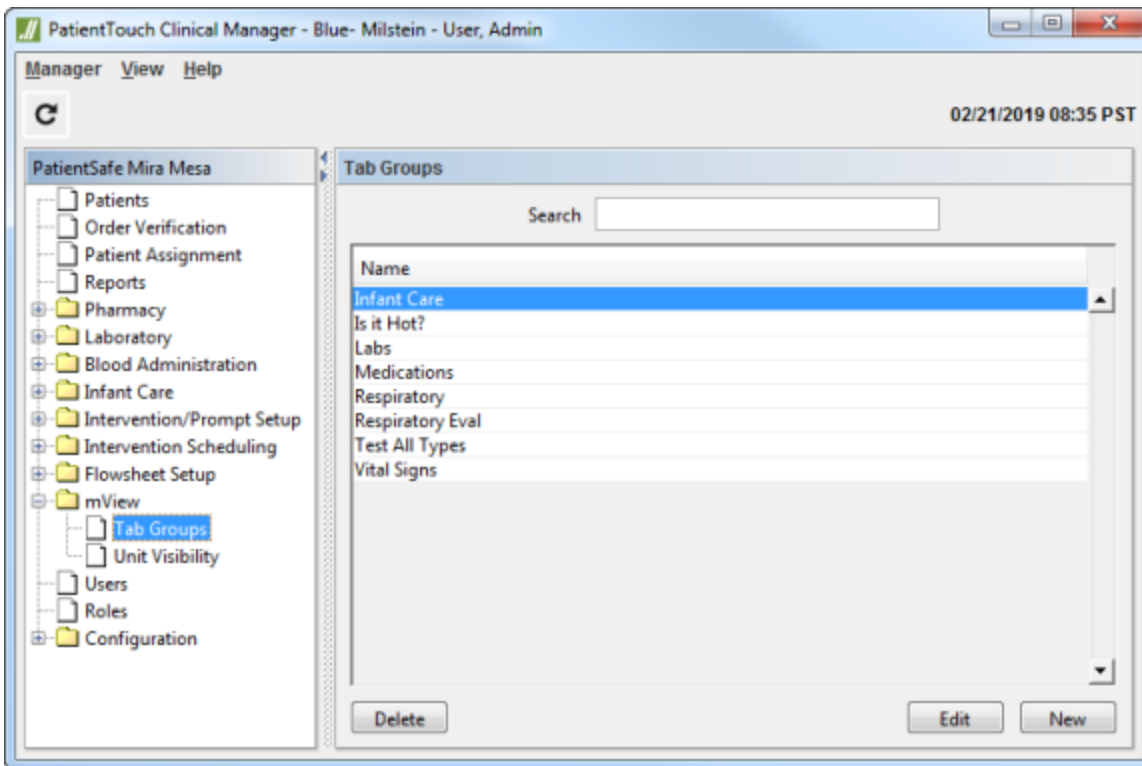 PatientTouch Clinical Manager - Blue- Milstein - User, Admin
Manager View Help
02/21/2019 08:35 PST
PatientSafe Mira Mesa
Patients
Order Verification
Patient Assignment
Reports
Pharmacy
Laboratory
Blood Administration
Infant Care
Intervention/Prompt Setup
Intervention Scheduling
Flowsheet Setup
mView
Tab Groups
Unit Visibility
Users
Roles
Configuration
Tab Groups
Search
Name
Infant Care
Is it Hot?
Labs
Medications
Respiratory
Respiratory Eval
Test All Types
Vital Signs
Delete Edit New